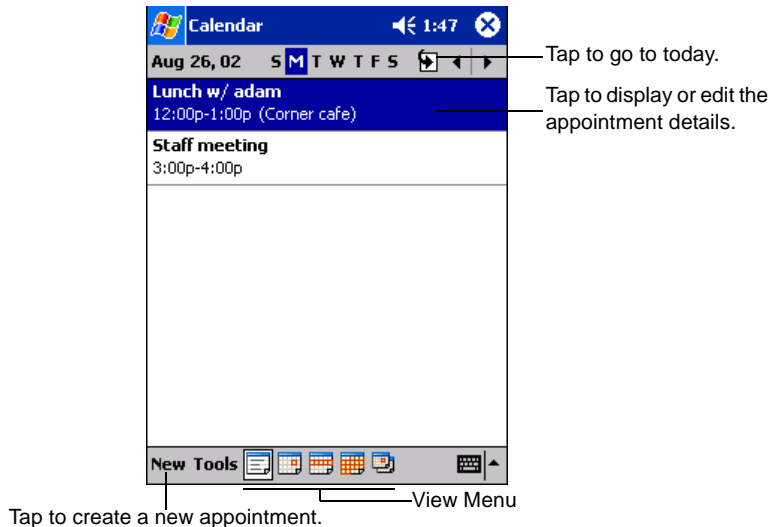 Calendar 1:47
Aug 26, 02 S M T W T F S
Tap to go to today.
Lunch w/ adam
12:00p-1:00p (Corner cafe)
Tap to display or edit the
appointment details.
Staff meeting
3:00p-4:00p
New Tools
View Menu
Tap to create a new appointment.